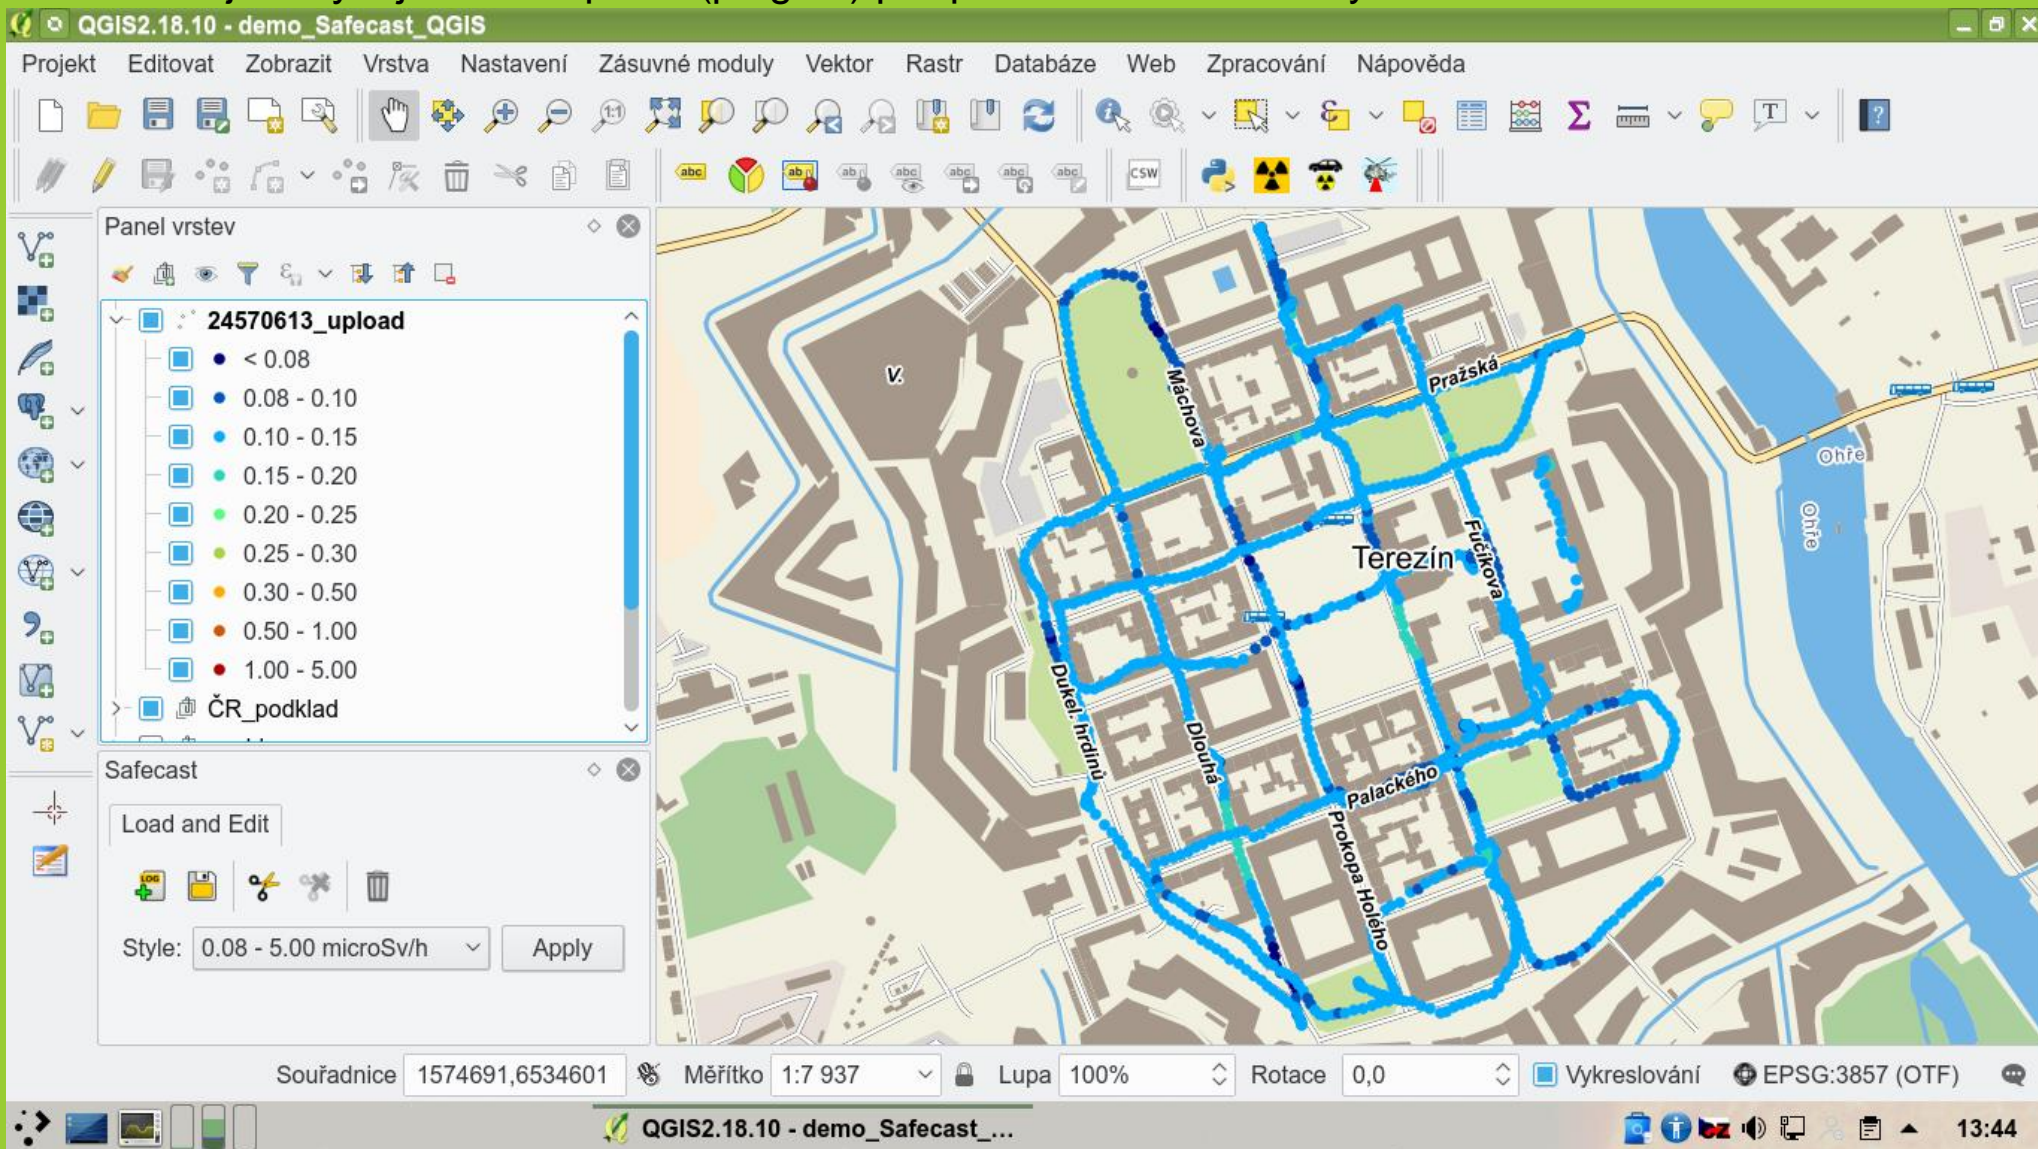 QGIS2.18.10 - demo_Safecast_QGIS
Projekt Editovat Zobrazit Vrstva Nastavení Zásuvné moduly Vektor Rastr Databáze Web Zpracování Nápověda
1:1
abc
CSW
Panel vrstev
24570613_upload
< 0.08
0.08 - 0.10
0.10 - 0.15
0.15 - 0.20
0.20 - 0.25
0.25 - 0.30
0.30 - 0.50
0.50 - 1.00
1.00 - 5.00
ČR_podklad
Safecast
Load and Edit
LOG
Style: 0.08 - 5.00 microSv/h Apply
V.
Máchova
Pražská
Ohře
Ohře
Terezín
Fučíkova
Dukel. hrdinů
Dlouhá
Palackého
Prokopa Holého
Souřadnice 1574691,6534601 Měřítko 1:7 937 Lupa 100% Rotace 0,0 Vykreslování EPSG:3857 (OTF)
QGIS2.18.10 - demo_Safecast_... cz 13:44